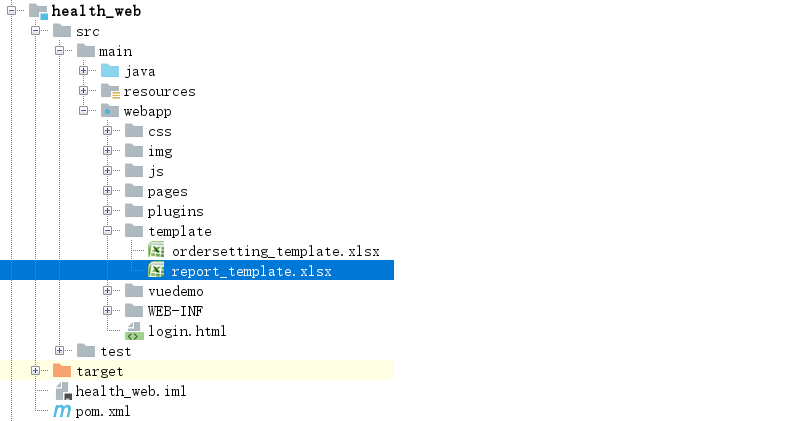 health_web
src
main
java
resources
webapp
css
img
js
pages
plugins
template
ordersetting_template.xlsx
report_template.xlsx
vuedemo
WEB-INF
login.html
test
target
health_web.iml
pom.xml